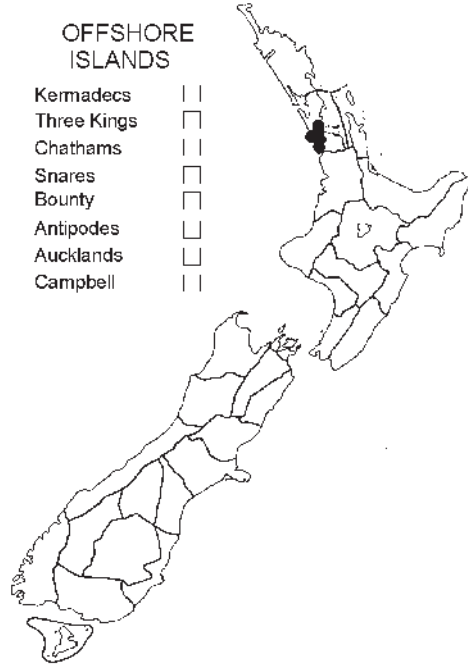 OFFSHORE
ISLANDS
Kermadecs
Three Kings
Chathams
Snares
Bounty
Antipodes
Aucklands
Campbell